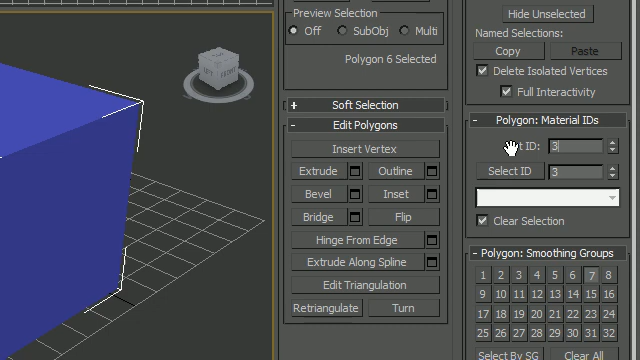 Preview Selection
Off SubObj Multi
Polygon 6 Selected
+ Soft Selection
- Edit Polygons
Insert Vertex
Extrude Outline
Bevel Inset
Bridge Flip
Hinge From Edge
Extrude Along Spline
Edit Triangulation
Retriangulate Turn
Hide Unselected
Named Selections:
Copy Paste
Delete Isolated Vertices
Full Interactivity
- Polygon: Material IDs
t ID: 3
Select ID 3
Clear Selection
- Polygon: Smoothing Groups
1 2 3 4 5 6 7 8
9 10 11 12 13 14 15 16
17 18 19 20 21 22 23 24
25 26 27 28 29 30 31 32
Select By SG Clear All